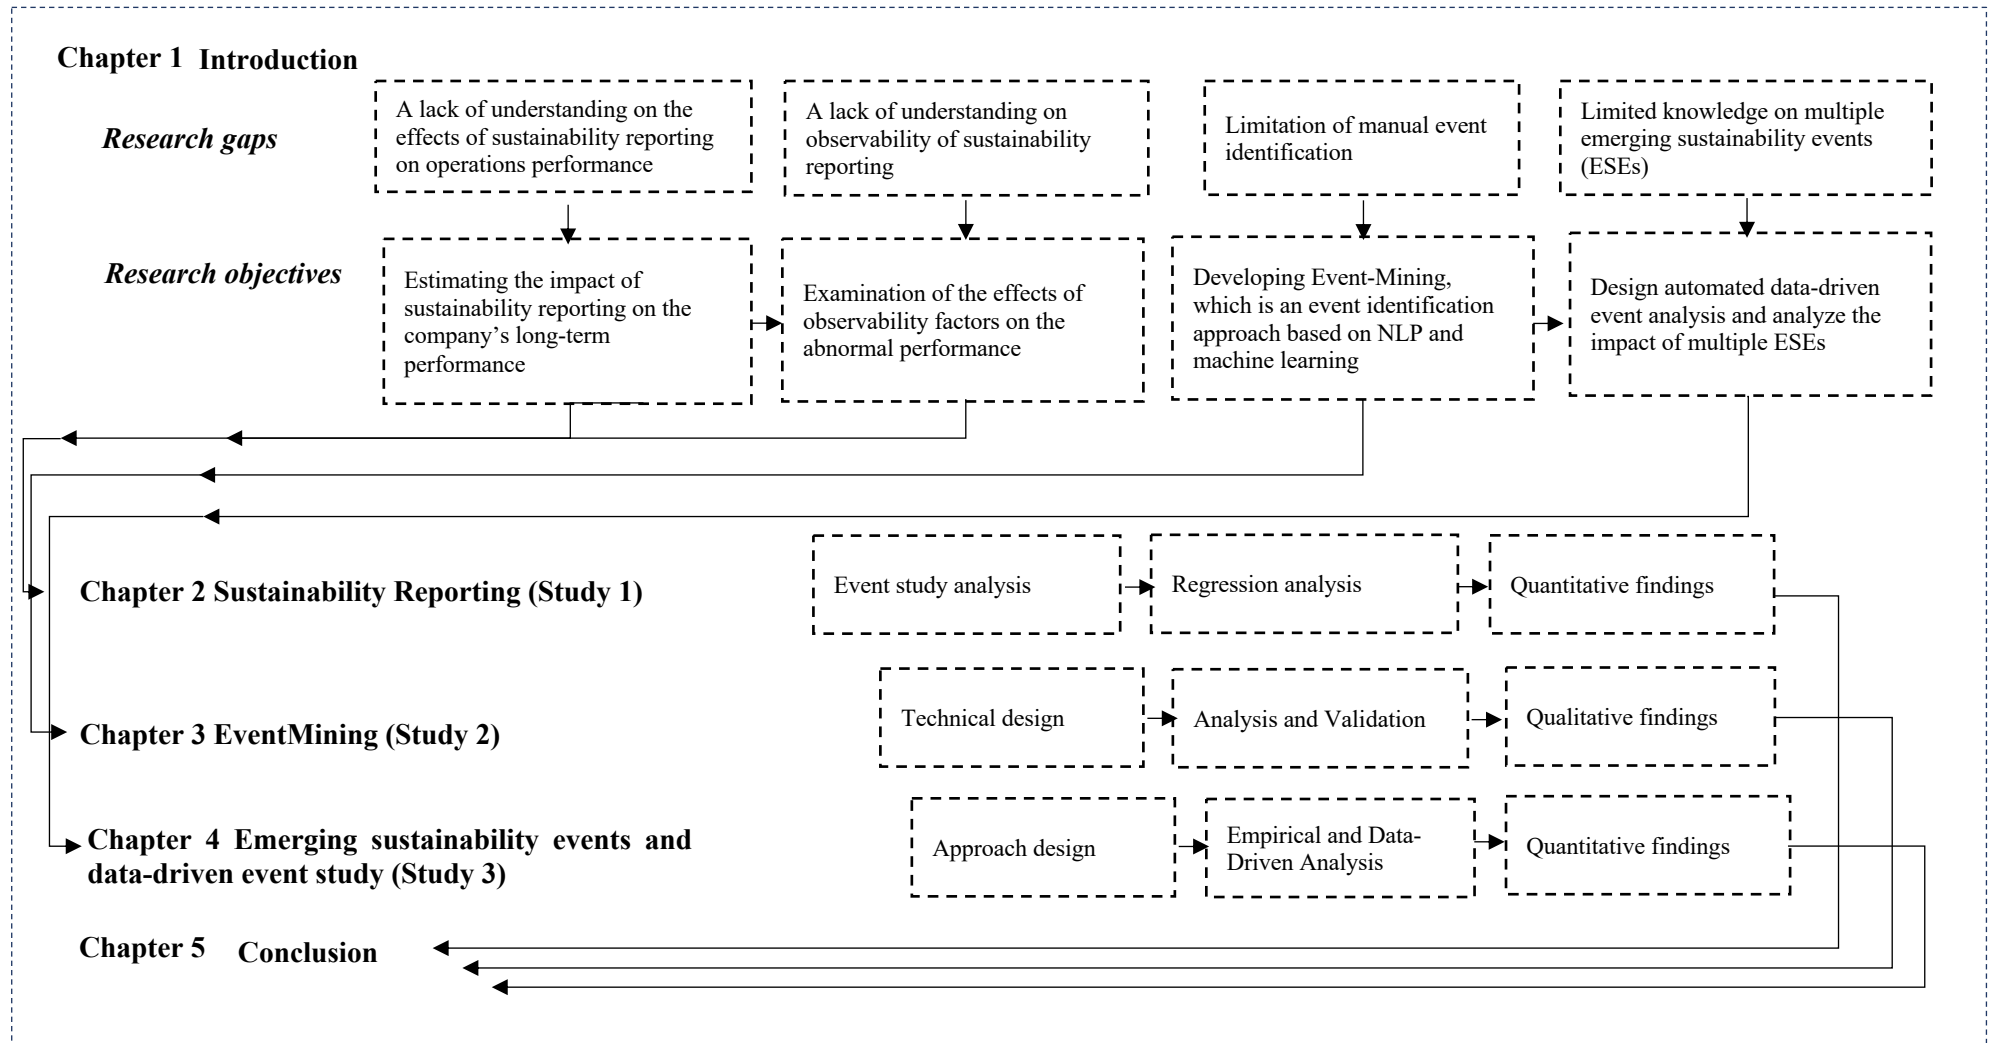 Chapter 1 Introduction
Research gaps
A lack of understanding on the
effects of sustainability reporting
on operations performance
A lack of understanding on
observability of sustainability
reporting
Limitation of manual event
identification
Limited knowledge on multiple
emerging sustainability events
(ESEs)
Research objectives
Estimating the impact of
sustainability reporting on the
company’s long-term
performance
Examination of the effects of
observability factors on the
abnormal performance
Developing Event-Mining,
which is an event identification
approach based on NLP and
machine learning
Design automated data-driven
event analysis and analyze the
impact of multiple ESEs
Chapter 2 Sustainability Reporting (Study 1)
Event study analysis
Regression analysis
Quantitative findings
Chapter 3 EventMining (Study 2)
Technical design
Analysis and Validation
Qualitative findings
Chapter 4 Emerging sustainability events and
data-driven event study (Study 3)
Approach design
Empirical and Data-
Driven Analysis
Quantitative findings
Chapter 5 Conclusion